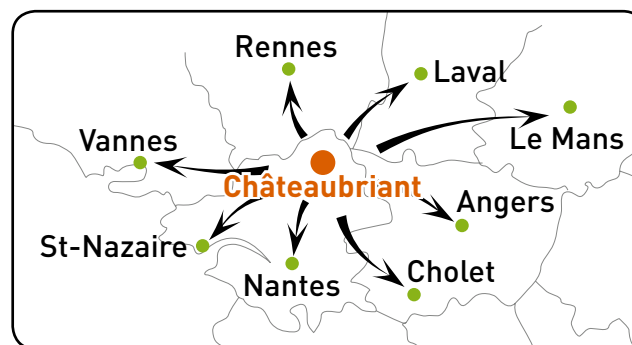 Rennes
Laval
Le Mans
Vannes
Châteaubriant
Angers
St-Nazaire
Cholet
Nantes